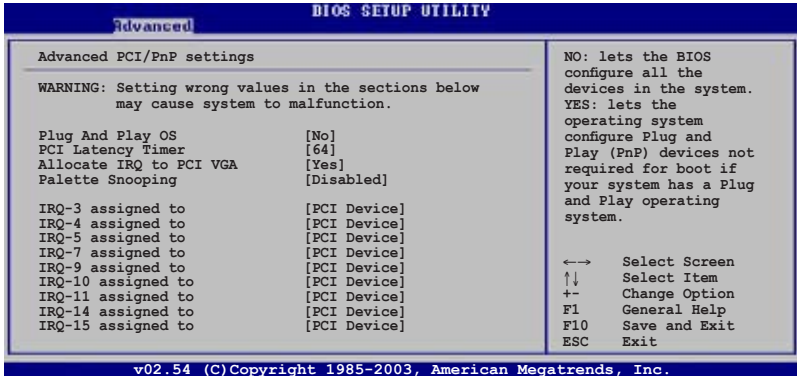 BIOS SETUP UTILITY
Advanced
Advanced PCI/PnP settings
WARNING: Setting wrong values in the sections below
may cause system to malfunction.
Plug And Play OS [No]
PCI Latency Timer [64]
Allocate IRQ to PCI VGA [Yes]
Palette Snooping [Disabled]
IRQ-3 assigned to [PCI Device]
IRQ-4 assigned to [PCI Device]
IRQ-5 assigned to [PCI Device]
IRQ-7 assigned to [PCI Device]
IRQ-9 assigned to [PCI Device]
IRQ-10 assigned to [PCI Device]
IRQ-11 assigned to [PCI Device]
IRQ-14 assigned to [PCI Device]
IRQ-15 assigned to [PCI Device]
NO: lets the BIOS
configure all the
devices in the system.
YES: lets the
operating system
configure Plug and
Play (PnP) devices not
required for boot if
your system has a Plug
and Play operating
system.
←→ Select Screen
↑↓ Select Item
+- Change Option
F1 General Help
F10 Save and Exit
ESC Exit
v02.54 (C)Copyright 1985-2003, American Megatrends, Inc.